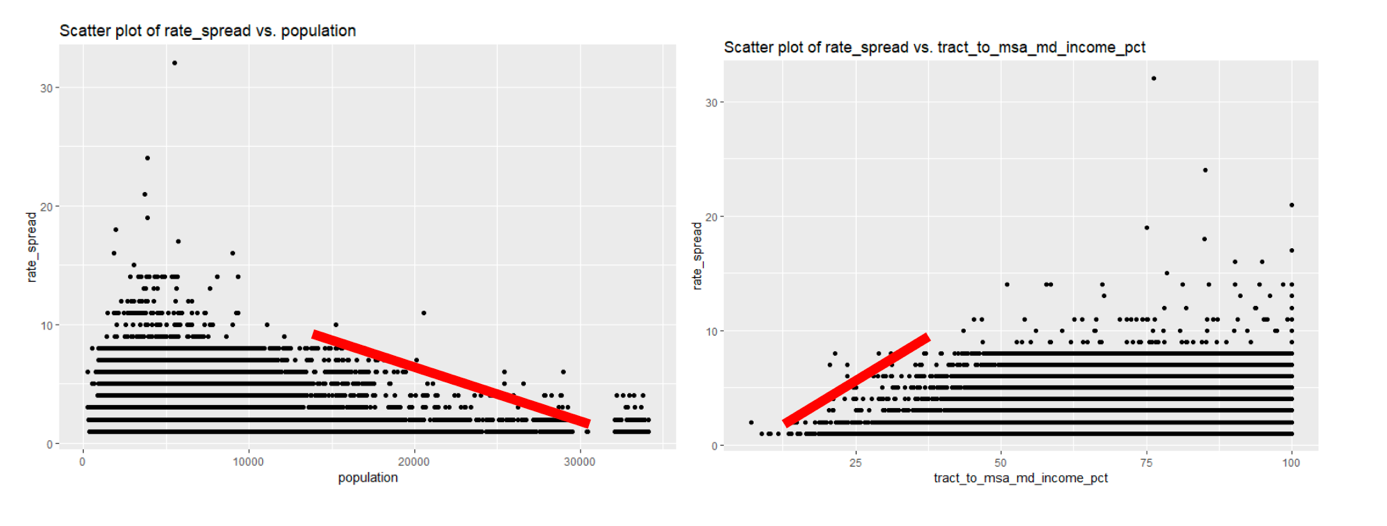 Scatter plot of rate_spread vs. population
30
20
10
0
rate_spread
0 10000 20000 30000
population
Scatter plot of rate_spread vs. tract_to_msa_md_income_pct
30
20
10
0
rate_spread
25 50 75 100
tract_to_msa_md_income_pct